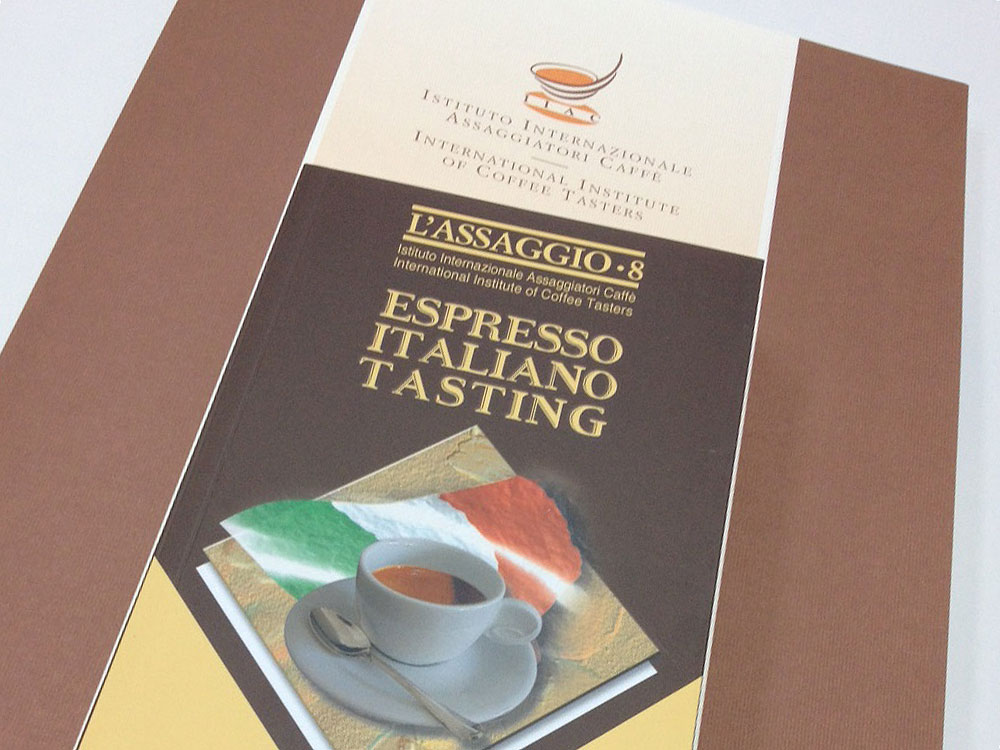 IIAC
ISTITUTO INTERNAZIONALE
ASSAGGIATORI CAFFÈ
INTERNATIONAL INSTITUTE
OF COFFEE TASTERS
L'ASSAGGIO·8
Istituto Internazionale Assaggiatori Caffè
International Institute of Coffee Tasters
ESPRESSO
ITALIANO
TASTING